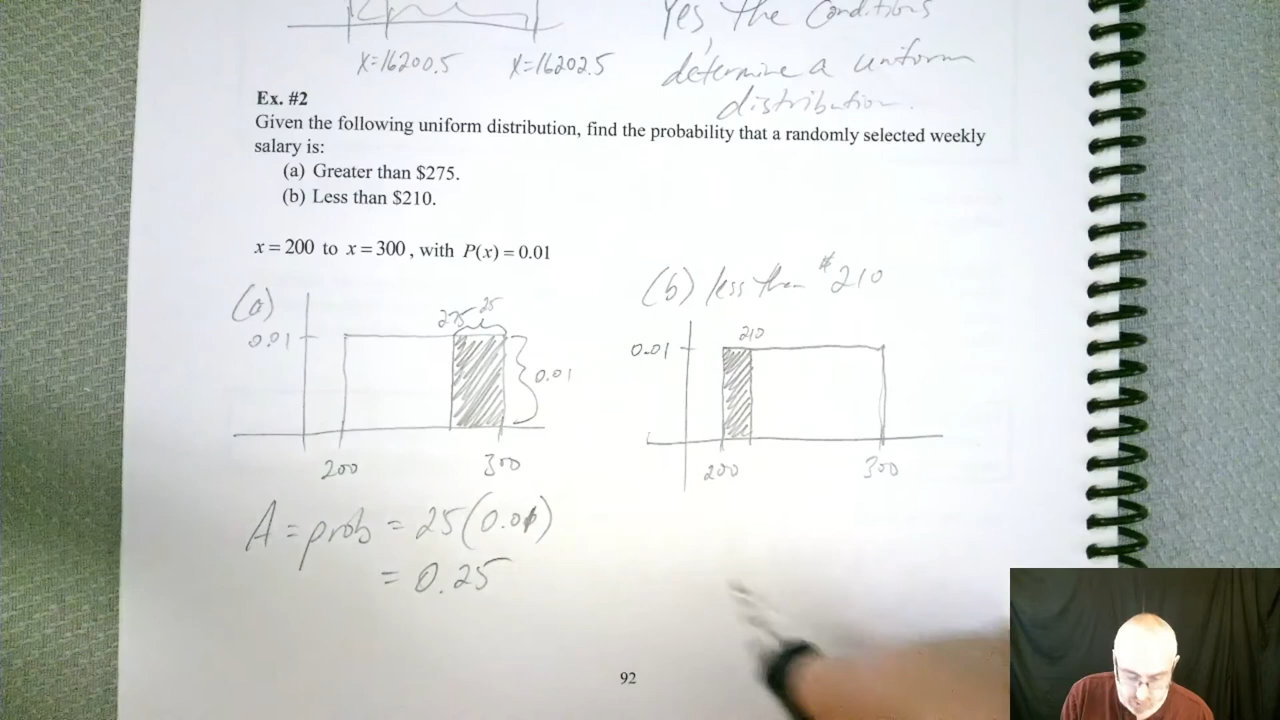 Yes, the conditions
x=16200.5 x=16202.5
determine a uniform
distribution.
Ex. #2
Given the following uniform distribution, find the probability that a randomly selected weekly
salary is:
(a) Greater than $275.
(b) Less than $210.
x = 200 to x = 300, with P(x) = 0.01
(a)
275 25
0.01
0.01
200 300
A = prob = 25(0.01)
= 0.25
(b) less than $210
210
0.01
200 300
92